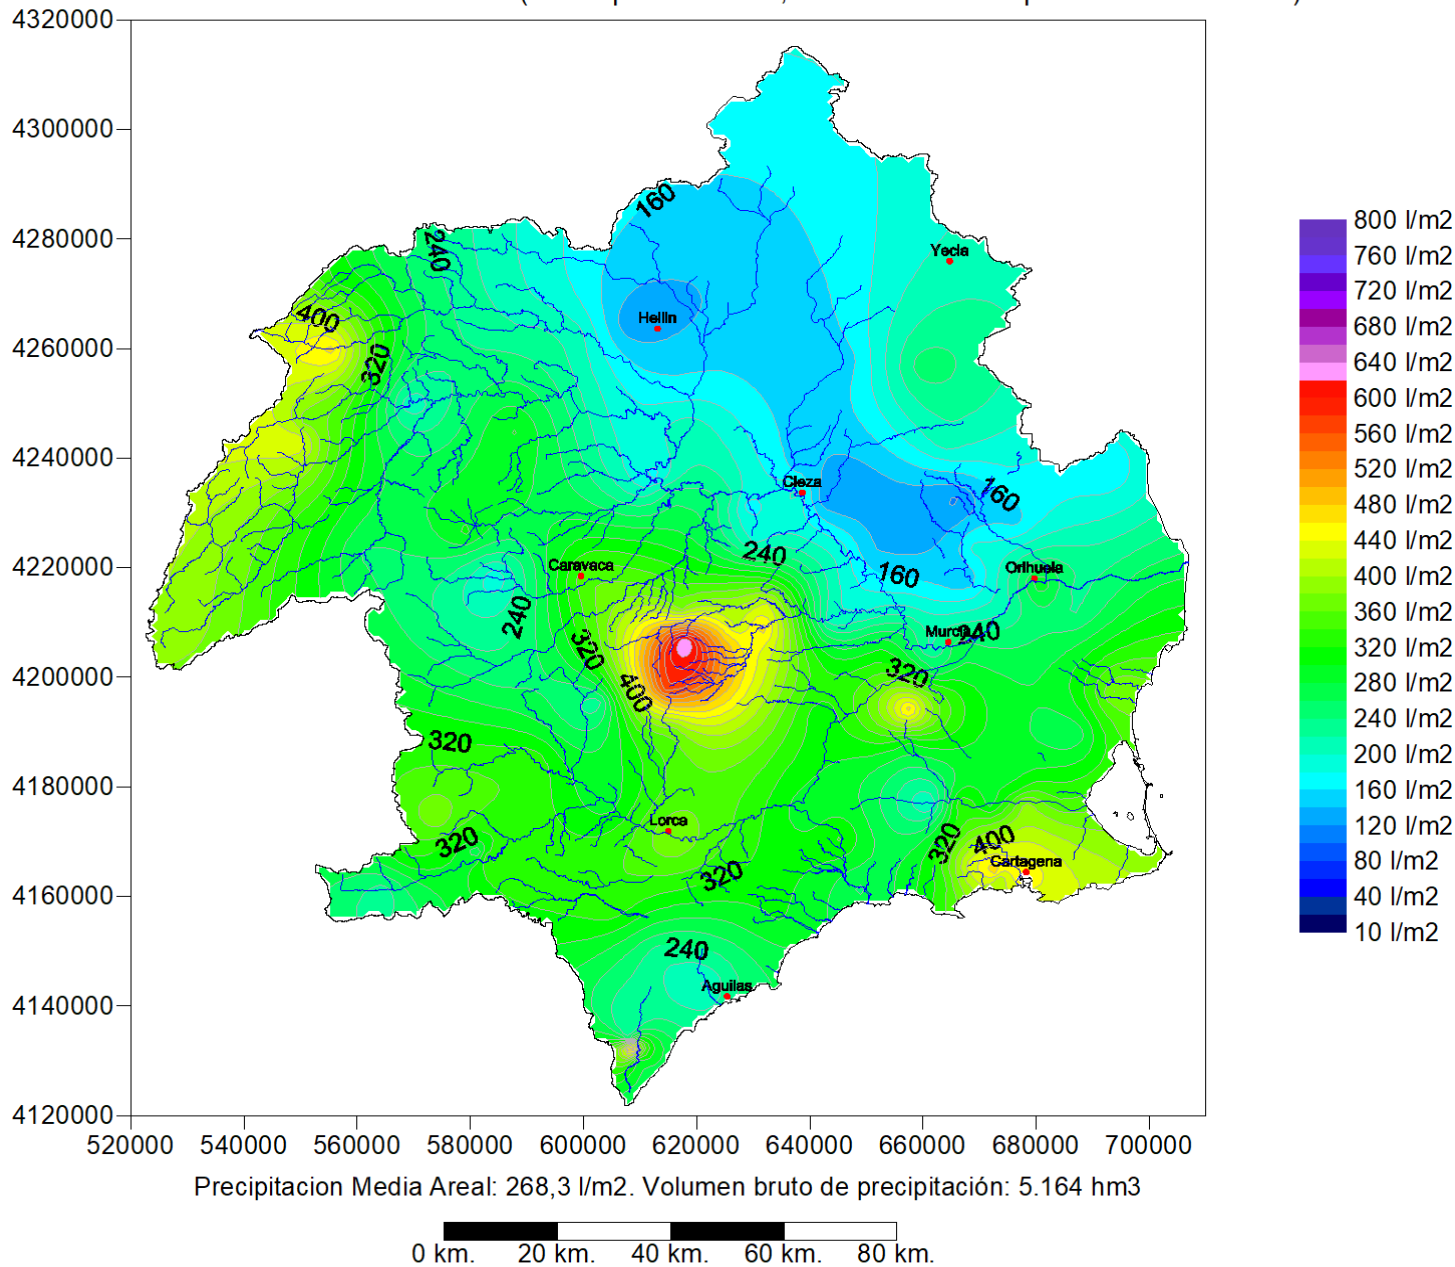 4320000
4300000
4280000
4260000
4240000
4220000
4200000
4180000
4160000
4140000
4120000
520000 540000 560000 580000 600000 620000 640000 660000 680000 700000
160
240
Yecla
Hellin
400
320
Cieza
160
240
Caravaca
160
Orihuela
240
Murcia
240
320
320
400
320
Lorca
320
320
400
Cartagena
320
240
Aguilas
800 l/m2
760 l/m2
720 l/m2
680 l/m2
640 l/m2
600 l/m2
560 l/m2
520 l/m2
480 l/m2
440 l/m2
400 l/m2
360 l/m2
320 l/m2
280 l/m2
240 l/m2
200 l/m2
160 l/m2
120 l/m2
80 l/m2
40 l/m2
10 l/m2
Precipitacion Media Areal: 268,3 l/m2. Volumen bruto de precipitación: 5.164 hm3
0 km. 20 km. 40 km. 60 km. 80 km.